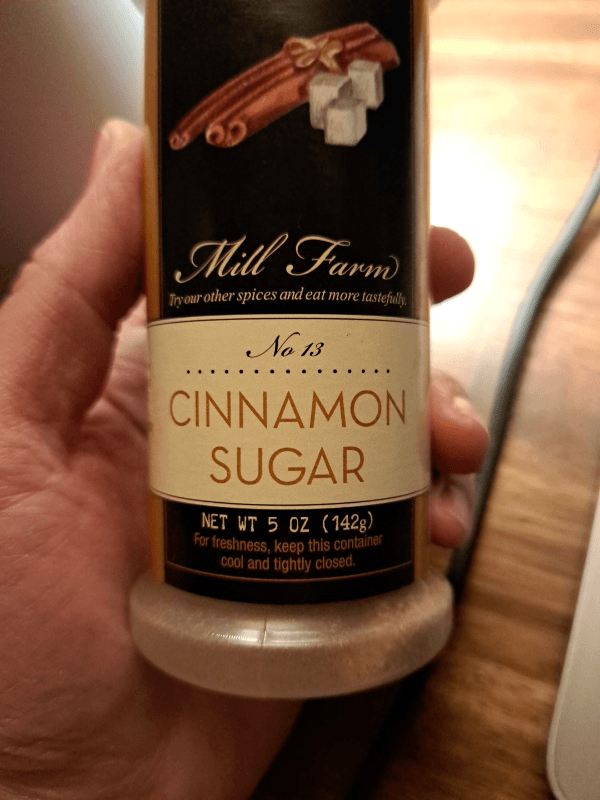 Mill Farm
Try our other spices and eat more tastefully.
No 13
CINNAMON
SUGAR
NET WT 5 OZ (142g)
For freshness, keep this container
cool and tightly closed.